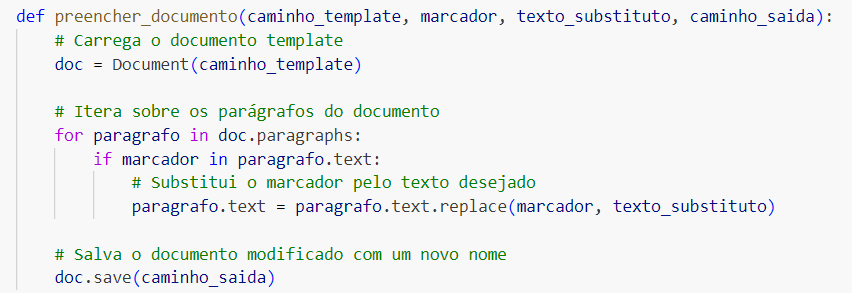 def preencher_documento(caminho_template, marcador, texto_substituto, caminho_saida):
    # Carrega o documento template
    doc = Document(caminho_template)

    # Itera sobre os parágrafos do documento
    for paragrafo in doc.paragraphs:
        if marcador in paragrafo.text:
            # Substitui o marcador pelo texto desejado
            paragrafo.text = paragrafo.text.replace(marcador, texto_substituto)

    # Salva o documento modificado com um novo nome
    doc.save(caminho_saida)